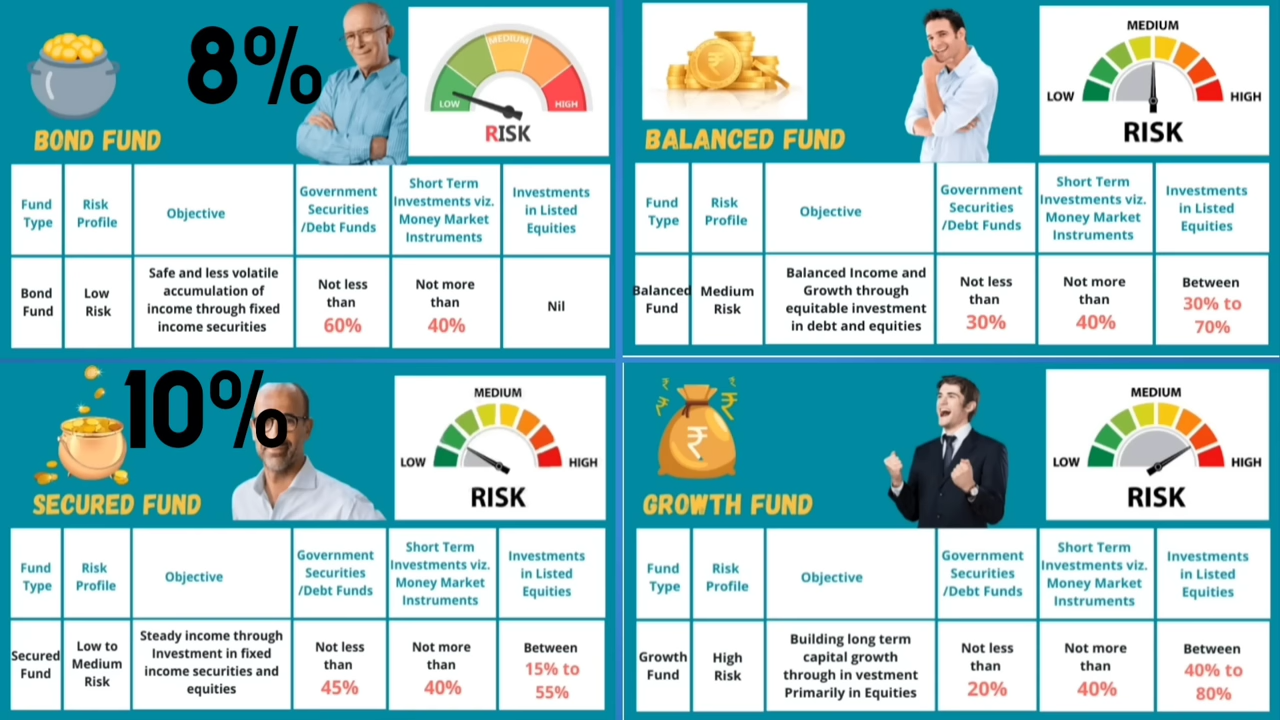 8%
MEDIUM
LOW
HIGH
RISK
BOND FUND
Fund
Type
Risk
Profile
Objective
Government
Securities
/Debt Funds
Short Term
Investments viz.
Money Market
Instruments
Investments
in Listed
Equities
Bond
Fund
Low
Risk
Safe and less volatile
accumulation of
income through fixed
income securities
Not less
than
60%
Not more
than
40%
Nil
₹
MEDIUM
LOW
HIGH
RISK
BALANCED FUND
Fund
Type
Risk
Profile
Objective
Government
Securities
/Debt Funds
Short Term
Investments viz.
Money Market
Instruments
Investments
in Listed
Equities
Balanced
Fund
Medium
Risk
Balanced Income and
Growth through
equitable investment
in debt and equities
Not less
than
30%
Not more
than
40%
Between
30% to
70%
10%
MEDIUM
LOW
HIGH
RISK
SECURED FUND
Fund
Type
Risk
Profile
Objective
Government
Securities
/Debt Funds
Short Term
Investments viz.
Money Market
Instruments
Investments
in Listed
Equities
Secured
Fund
Low to
Medium
Risk
Steady income through
Investment in fixed
income securities and
equities
Not less
than
45%
Not more
than
40%
Between
15% to
55%
₹ ₹
₹ ₹
₹
MEDIUM
LOW
HIGH
RISK
GROWTH FUND
Fund
Type
Risk
Profile
Objective
Government
Securities
/Debt Funds
Short Term
Investments viz.
Money Market
Instruments
Investments
in Listed
Equities
Growth
Fund
High
Risk
Building long term
capital growth
through in vestment
Primarily in Equities
Not less
than
20%
Not more
than
40%
Between
40% to
80%